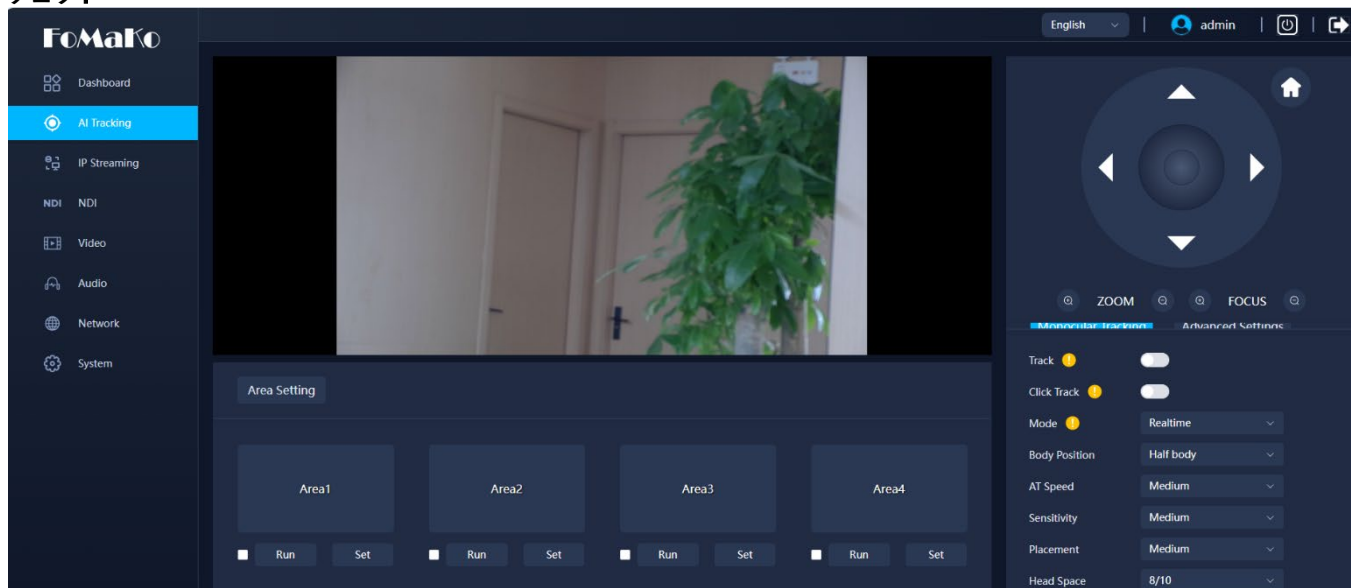 FoMaKo
English
admin
Dashboard
AI Tracking
IP Streaming
NDI NDI
Video
Audio
Network
System
ZOOM
FOCUS
Monocular Tracking
Advanced Settings
Track
Click Track
Mode
Realtime
Body Position
Half body
AT Speed
Medium
Sensitivity
Medium
Placement
Medium
Head Space
8/10
Area Setting
Area1
Area2
Area3
Area4
Run
Set
Run
Set
Run
Set
Run
Set